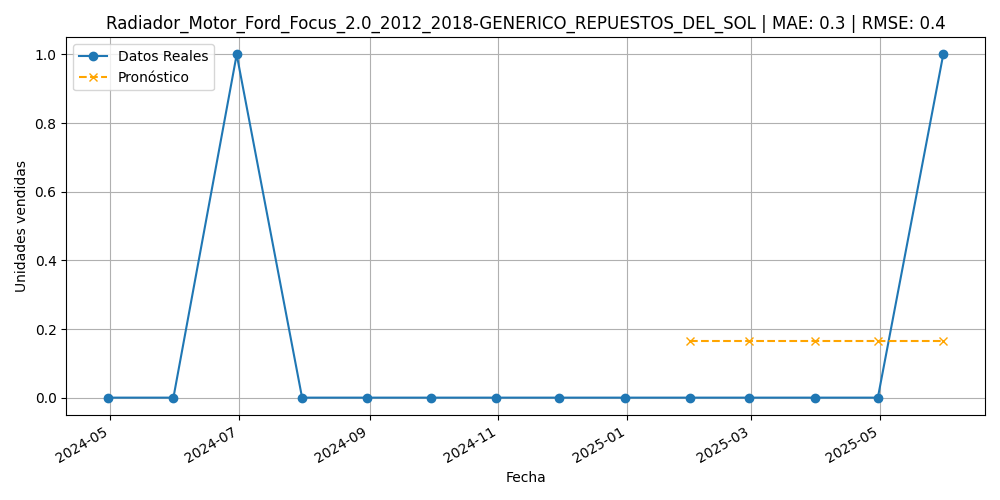 Radiador_Motor_Ford_Focus_2.0_2012_2018-GENERICO_REPUESTOS_DEL_SOL | MAE: 0.3 | RMSE: 0.4
Datos Reales
Pronóstico
Unidades vendidas
1.0
0.8
0.6
0.4
0.2
0.0
2024-05
2024-07
2024-09
2024-11
2025-01
2025-03
2025-05
Fecha